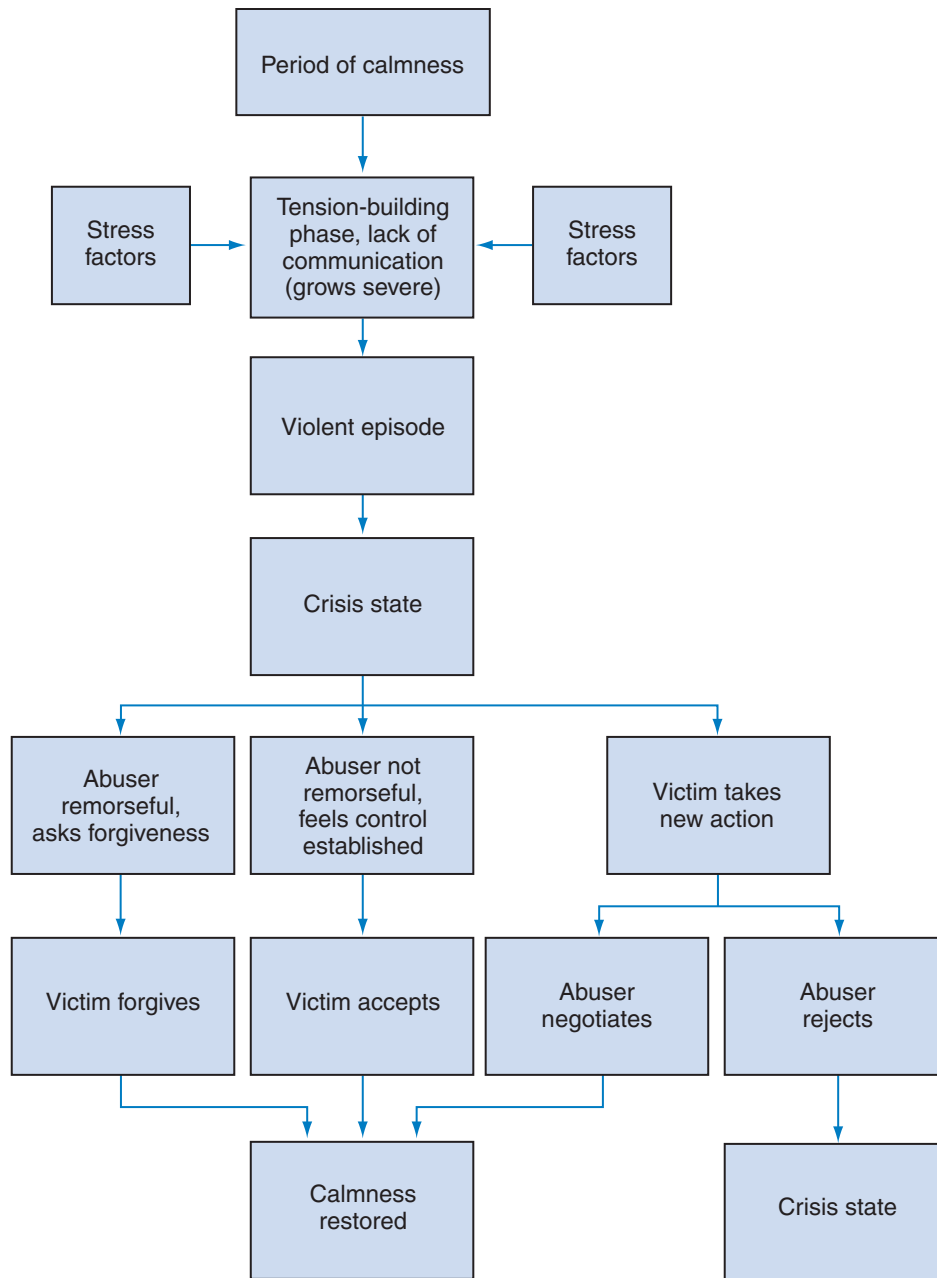 Period of calmness
Stress
factors
Tension-building
phase, lack of
communication
(grows severe)
Stress
factors
Violent episode
Crisis state
Abuser
remorseful,
asks forgiveness
Abuser not
remorseful,
feels control
established
Victim takes
new action
Victim forgives
Victim accepts
Abuser
negotiates
Abuser
rejects
Calmness
restored
Crisis state